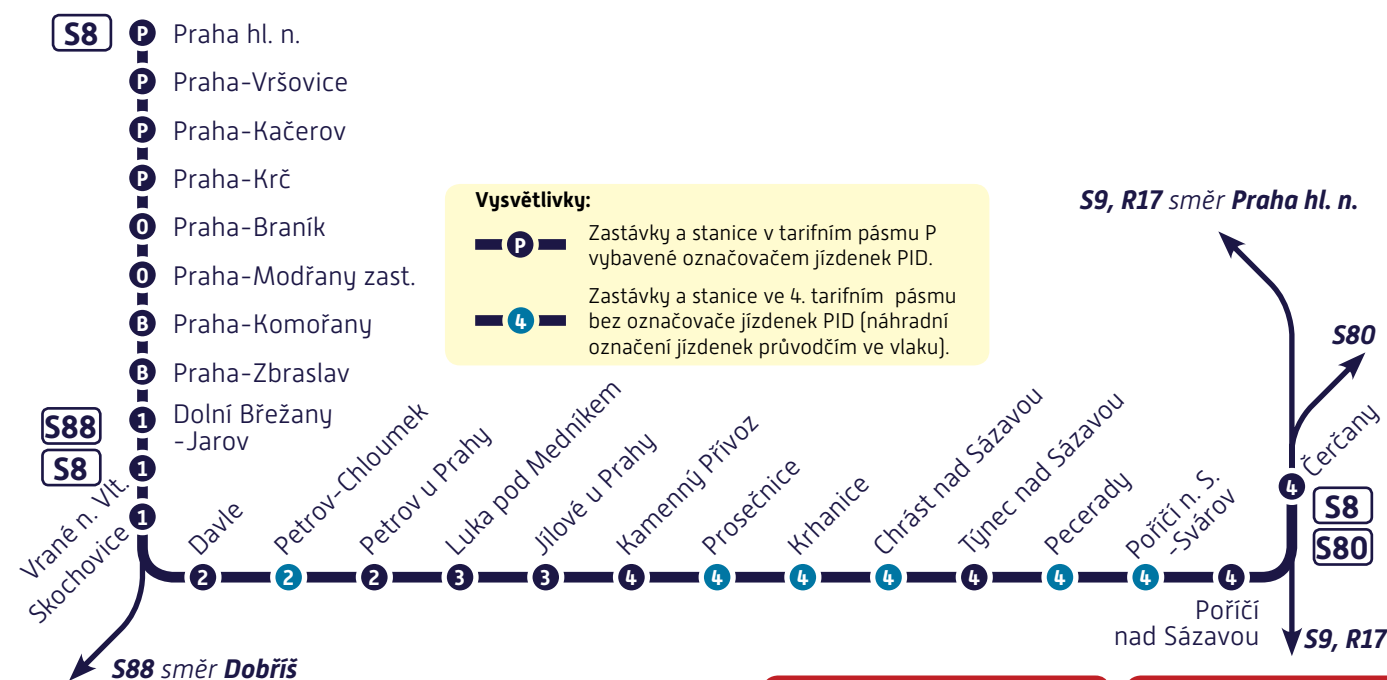 S8
P Praha hl. n.
P Praha-Vršovice
P Praha-Kačerov
P Praha-Krč
0 Praha-Braník
0 Praha-Modřany zast.
B Praha-Komořany
B Praha-Zbraslav
1 Dolní Břežany
-Jarov
S88
S8
1 Vrané n. Vlt.
1 Skochovice
S88 směr Dobříš
Vysvětlivky:
P Zastávky a stanice v tarifním pásmu P
vybavené označovačem jízdenek PID.
4 Zastávky a stanice ve 4. tarifním pásmu
bez označovače jízdenek PID (náhradní
označení jízdenek průvodčím ve vlaku).
2 Davle
2 Petrov-Chloumek
2 Petrov u Prahy
3 Luka pod Medníkem
3 Jílové u Prahy
4 Kamenný Přívoz
4 Prosečnice
4 Krhanice
4 Chrást nad Sázavou
4 Týnec nad Sázavou
4 Pecerady
4 Poříčí n. S.
-Svárov
4 Poříčí
nad Sázavou
4 Čerčany
S8
S80
S9, R17 směr Praha hl. n.
S80
S9, R17